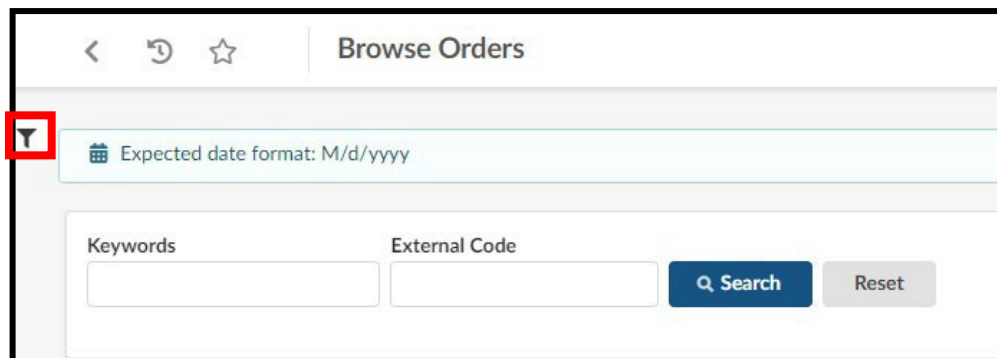 Browse Orders
Expected date format: M/d/yyyy
Keywords
External Code
Search
Reset